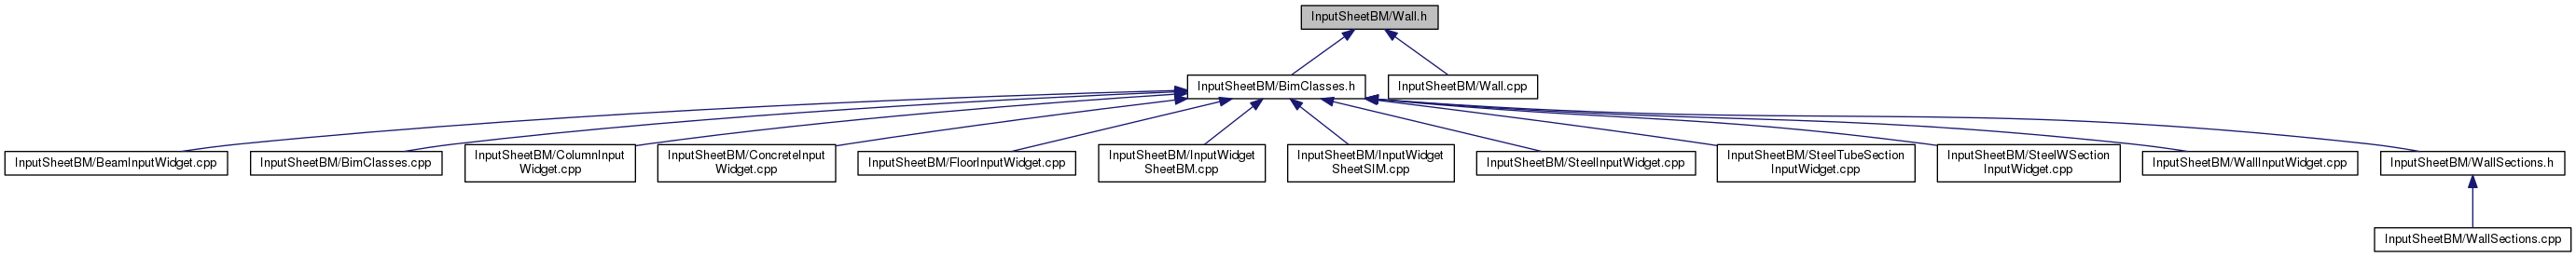 InputSheetBM/Wall.h
InputSheetBM/BimClasses.h
InputSheetBM/Wall.cpp
InputSheetBM/BeamInputWidget.cpp
InputSheetBM/BimClasses.cpp
InputSheetBM/ColumnInput
Widget.cpp
InputSheetBM/ConcreteInput
Widget.cpp
InputSheetBM/FloorInputWidget.cpp
InputSheetBM/InputWidget
SheetBM.cpp
InputSheetBM/InputWidget
SheetSIM.cpp
InputSheetBM/SteelInputWidget.cpp
InputSheetBM/SteelTubeSection
InputWidget.cpp
InputSheetBM/SteelWSection
InputWidget.cpp
InputSheetBM/WallInputWidget.cpp
InputSheetBM/WallSections.h
InputSheetBM/WallSections.cpp